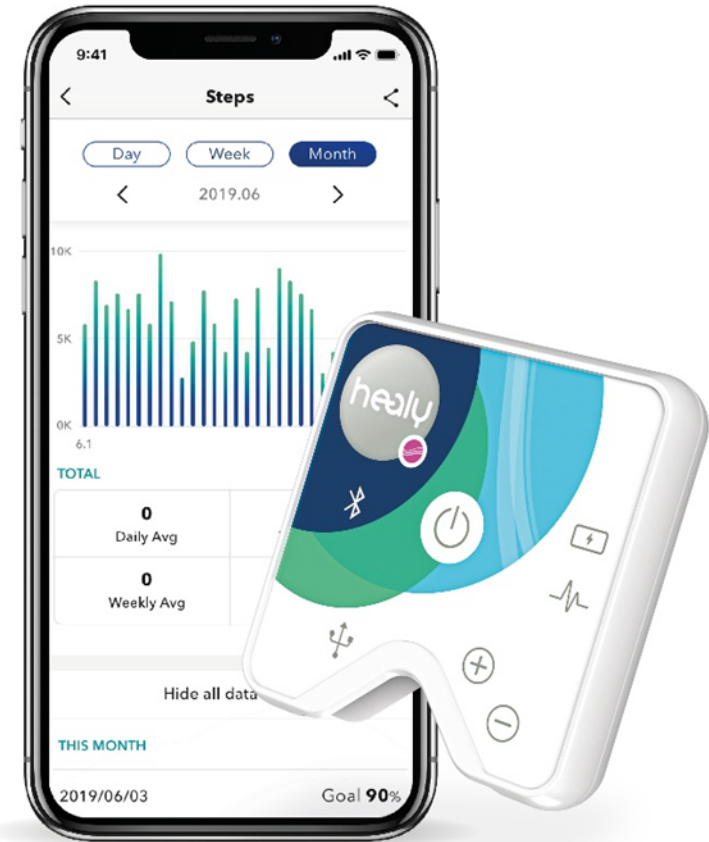 9:41
Steps
Day Week Month
2019.06
10K
5K
0K
6.1
TOTAL
0
Daily Avg
0
Weekly Avg
Hide all data
THIS MONTH
2019/06/03 Goal 90%
healy